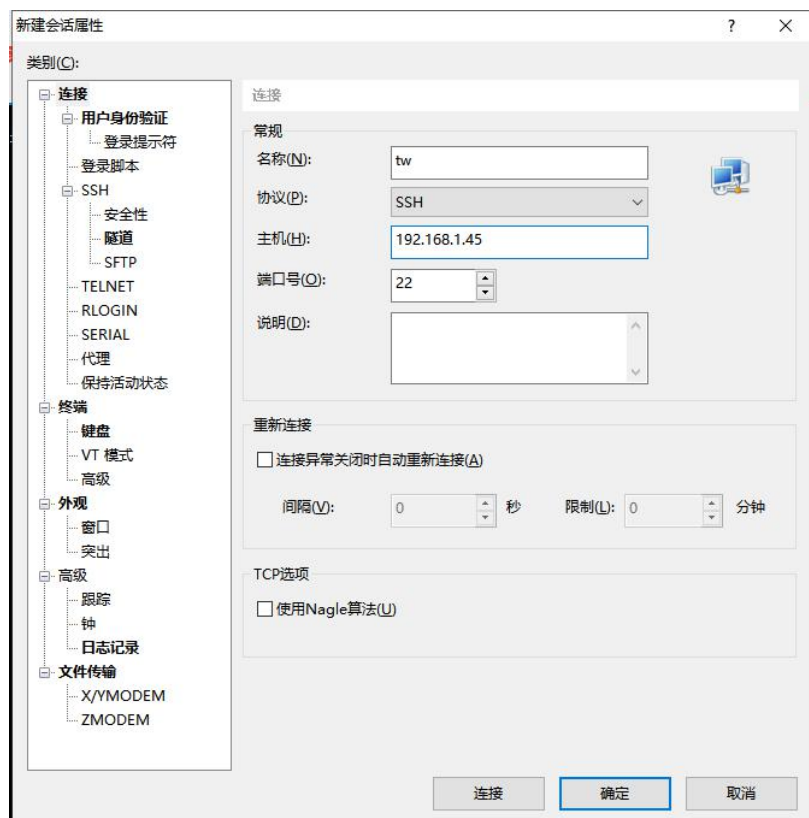 新建会话属性
?
类别(C):
连接
用户身份验证
登录提示符
登录脚本
SSH
安全性
隧道
SFTP
TELNET
RLOGIN
SERIAL
代理
保持活动状态
终端
键盘
VT 模式
高级
外观
窗口
突出
高级
跟踪
钟
日志记录
文件传输
X/YMODEM
ZMODEM
连接
常规
名称(N): tw
协议(P): SSH
主机(H): 192.168.1.45
端口号(O): 22
说明(D):
重新连接
连接异常关闭时自动重新连接(A)
间隔(V): 0 秒 限制(L): 0 分钟
TCP选项
使用Nagle算法(U)
连接 确定 取消